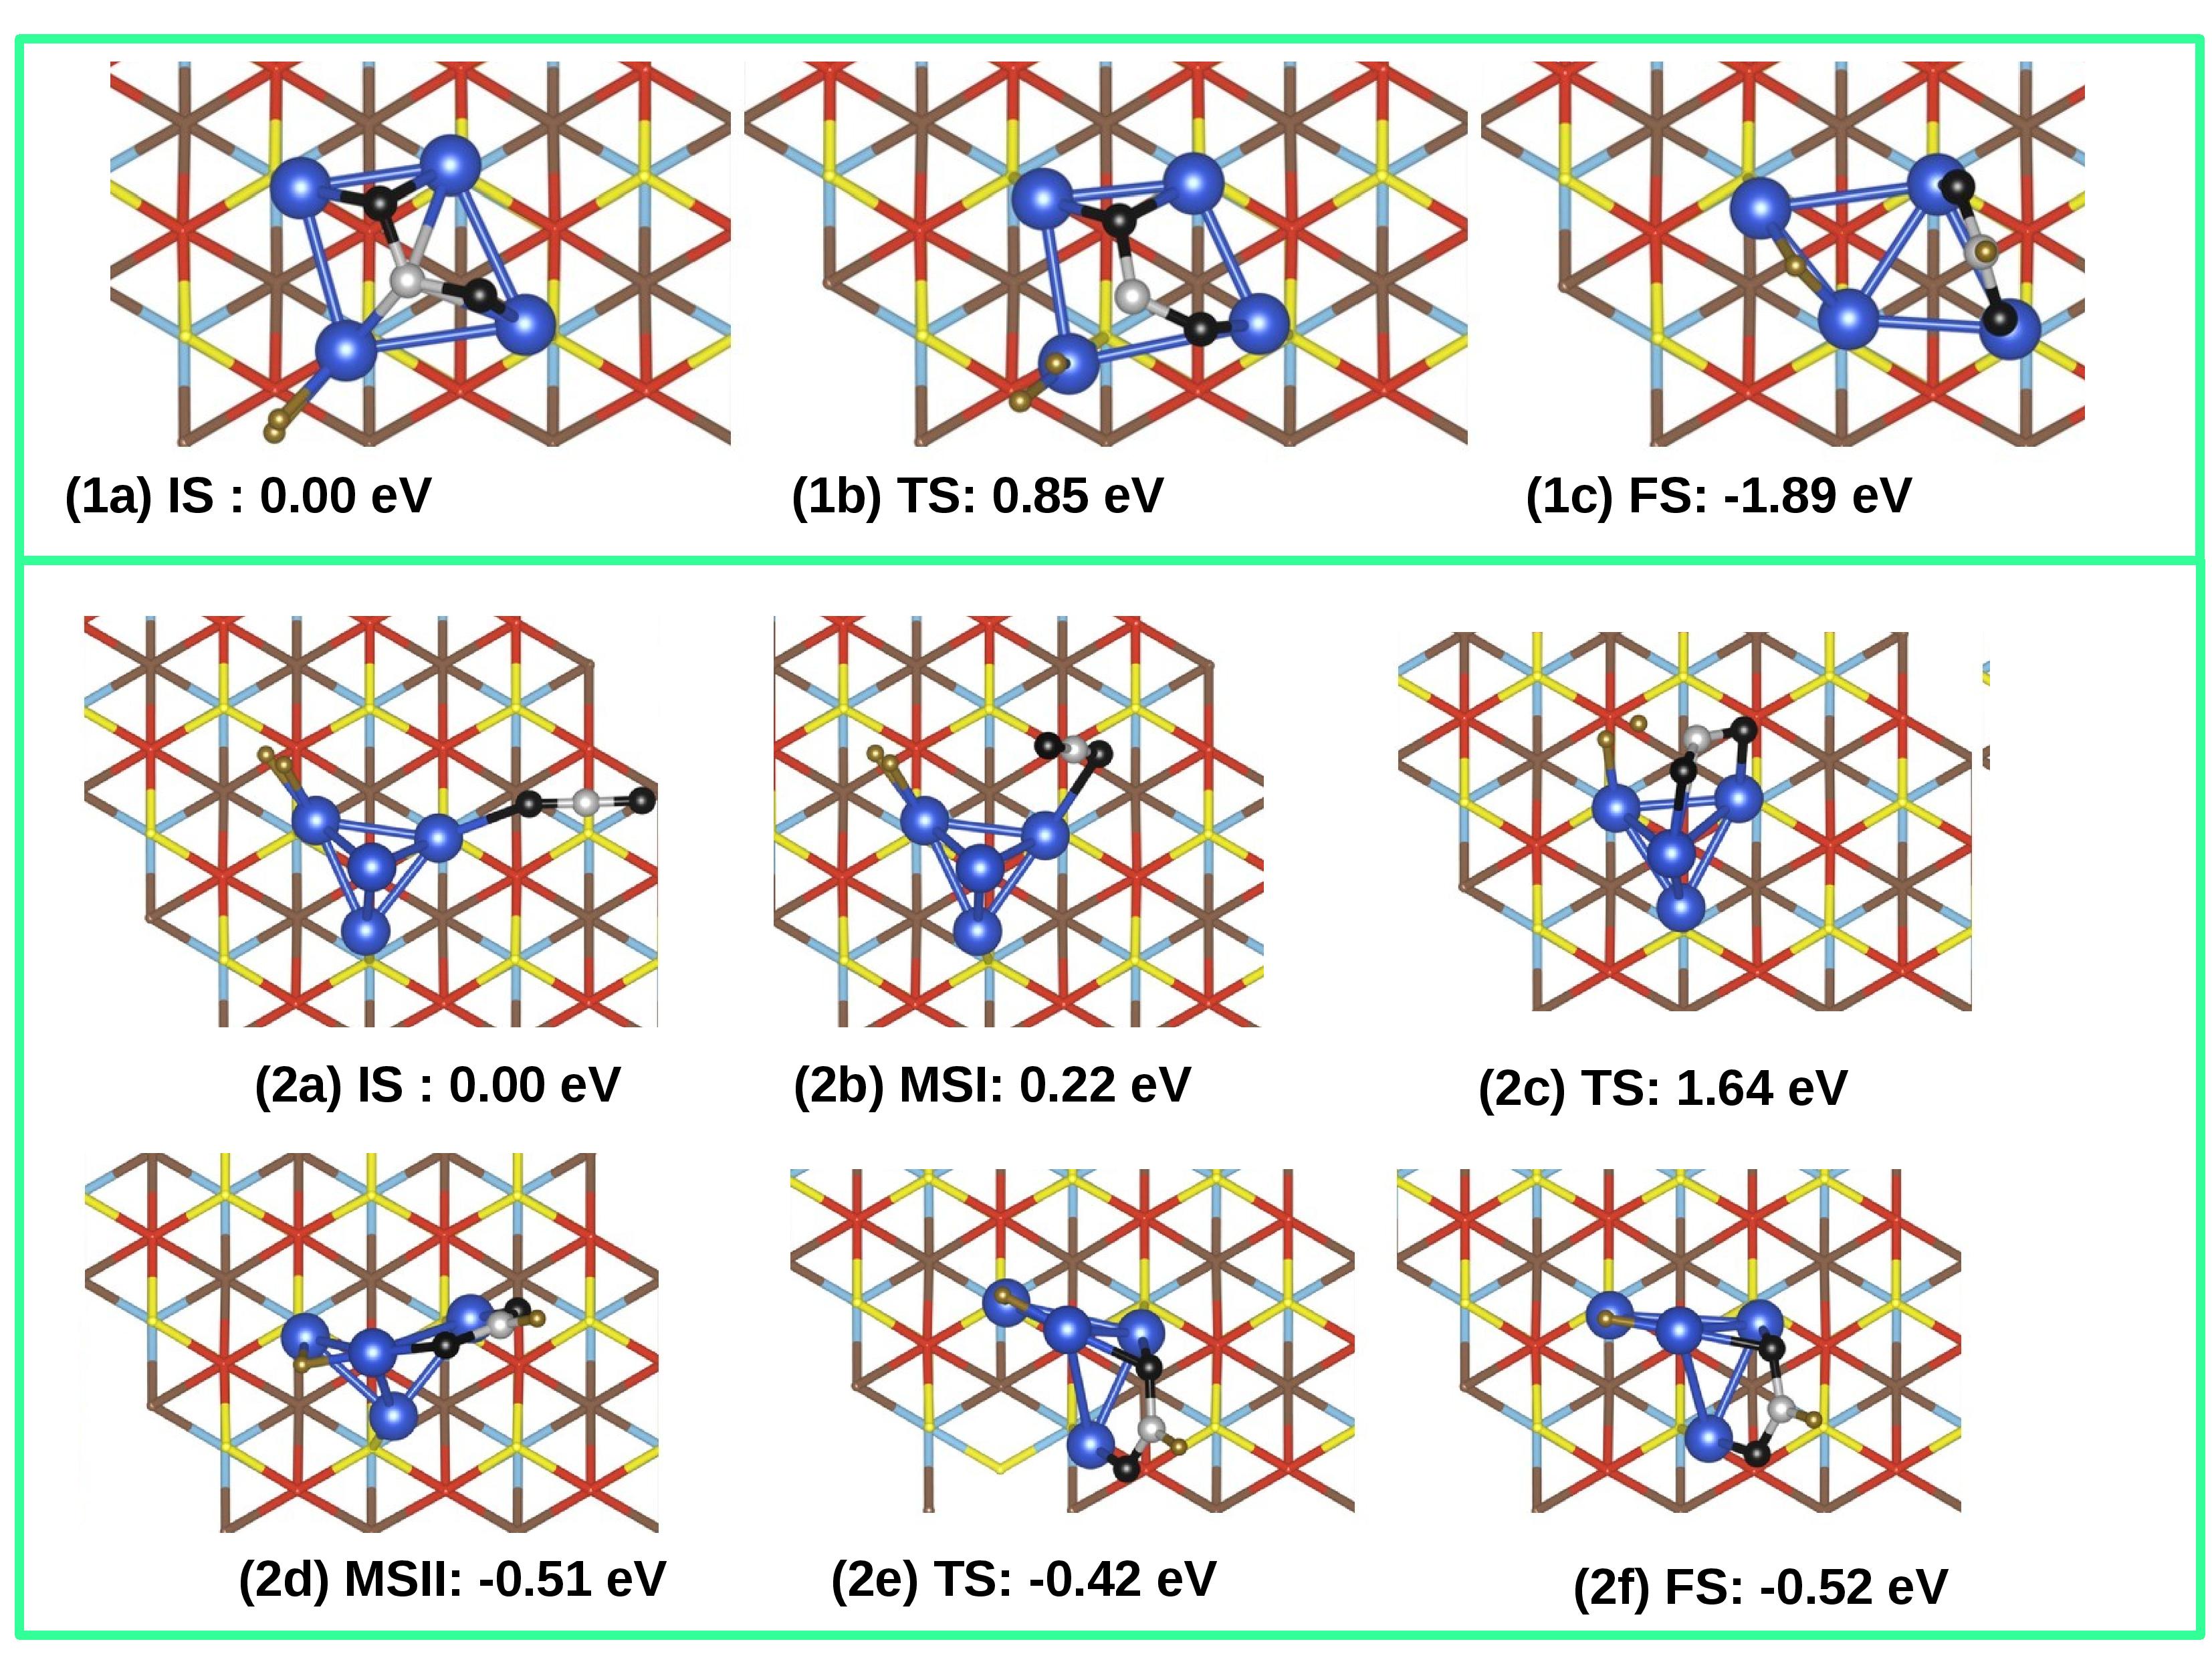 (1a) IS : 0.00 eV
(1b) TS: 0.85 eV
(1c) FS: -1.89 eV
(2a) IS : 0.00 eV
(2b) MSI: 0.22 eV
(2c) TS: 1.64 eV
(2d) MSII: -0.51 eV
(2e) TS: -0.42 eV
(2f) FS: -0.52 eV